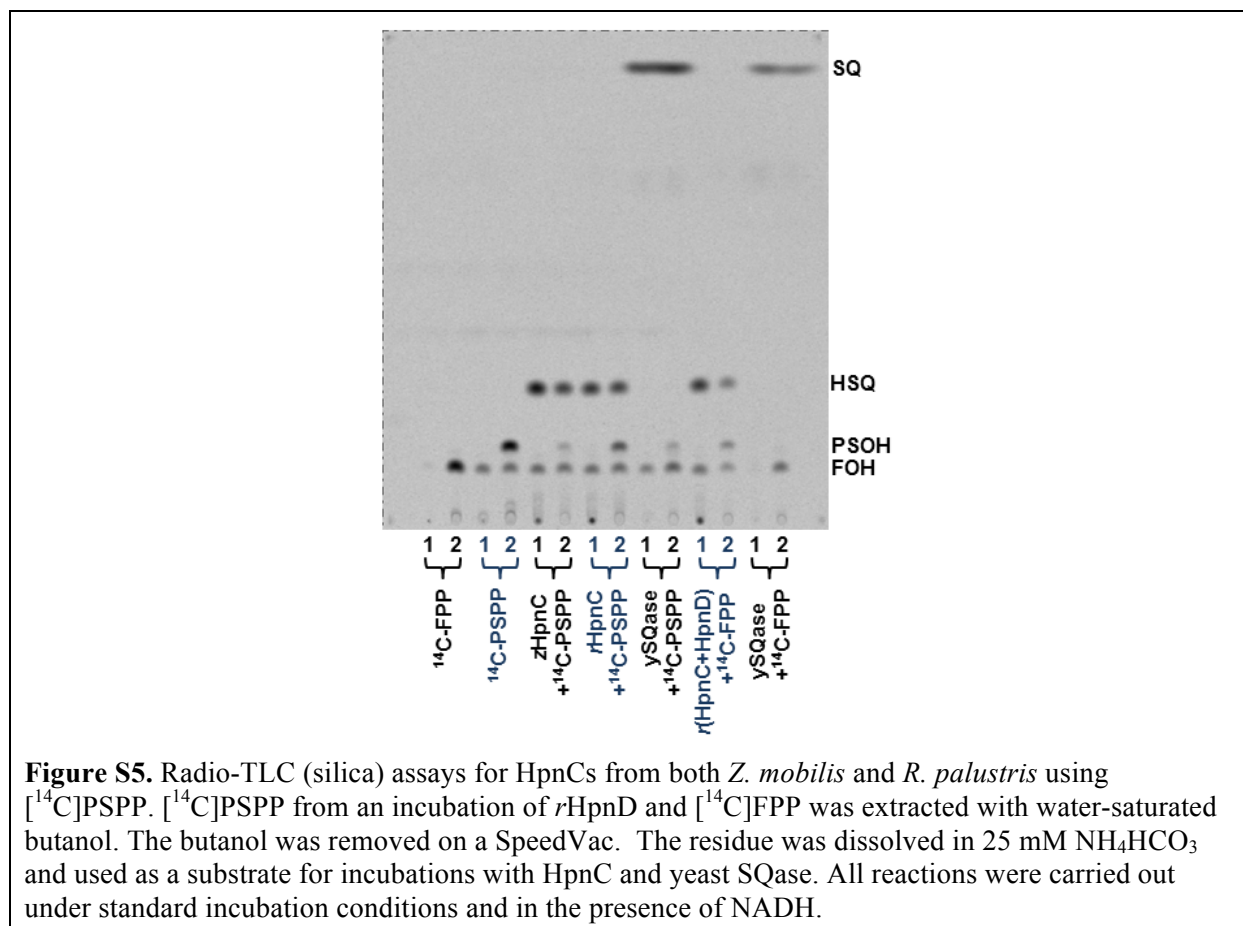 SQ
HSQ
PSOH
FOH
1 2 1 2 1 2 1 2 1 2 1 2 1 2
¹⁴C-FPP
¹⁴C-PSPP
zHpnC
+¹⁴C-PSPP
rHpnC
+¹⁴C-PSPP
ySQase
+¹⁴C-PSPP
r(HpnC+HpnD)
+¹⁴C-FPP
ySQase
+¹⁴C-FPP
Figure S5. Radio-TLC (silica) assays for HpnCs from both Z. mobilis and R. palustris using
[¹⁴C]PSPP. [¹⁴C]PSPP from an incubation of rHpnD and [¹⁴C]FPP was extracted with water-saturated
butanol. The butanol was removed on a SpeedVac. The residue was dissolved in 25 mM NH₄HCO₃
and used as a substrate for incubations with HpnC and yeast SQase. All reactions were carried out
under standard incubation conditions and in the presence of NADH.